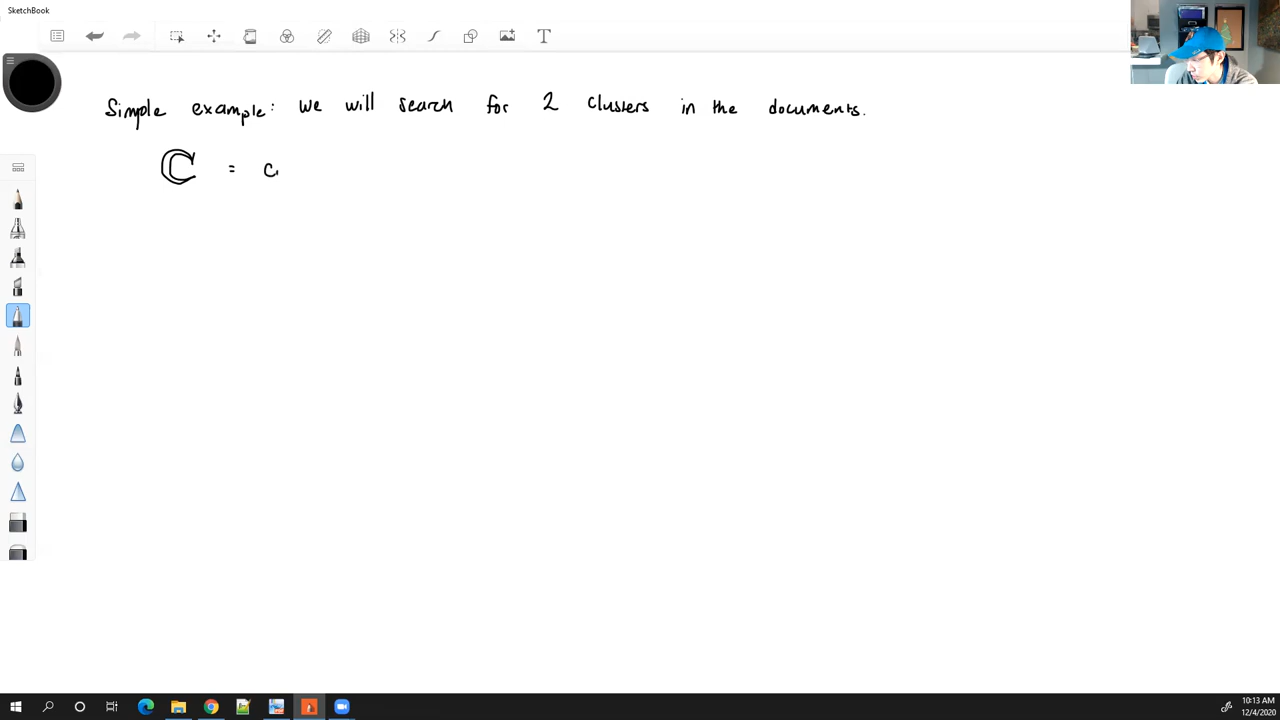 SketchBook
Simple example: we will search for 2 clusters in the documents.
ℂ = c
10:13 AM
12/4/2020